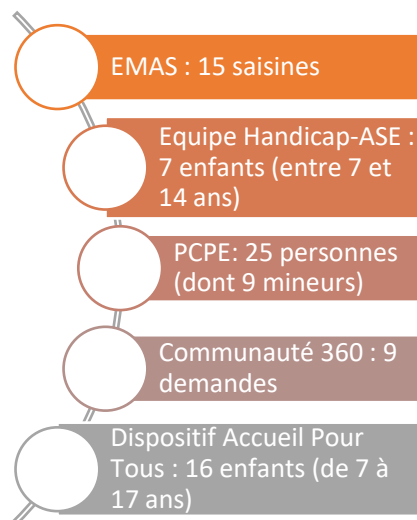 EMAS : 15 saisines
Equipe Handicap-ASE :
7 enfants (entre 7 et
14 ans)
PCPE: 25 personnes
(dont 9 mineurs)
Communauté 360 : 9
demandes
Dispositif Accueil Pour
Tous : 16 enfants (de 7 à
17 ans)